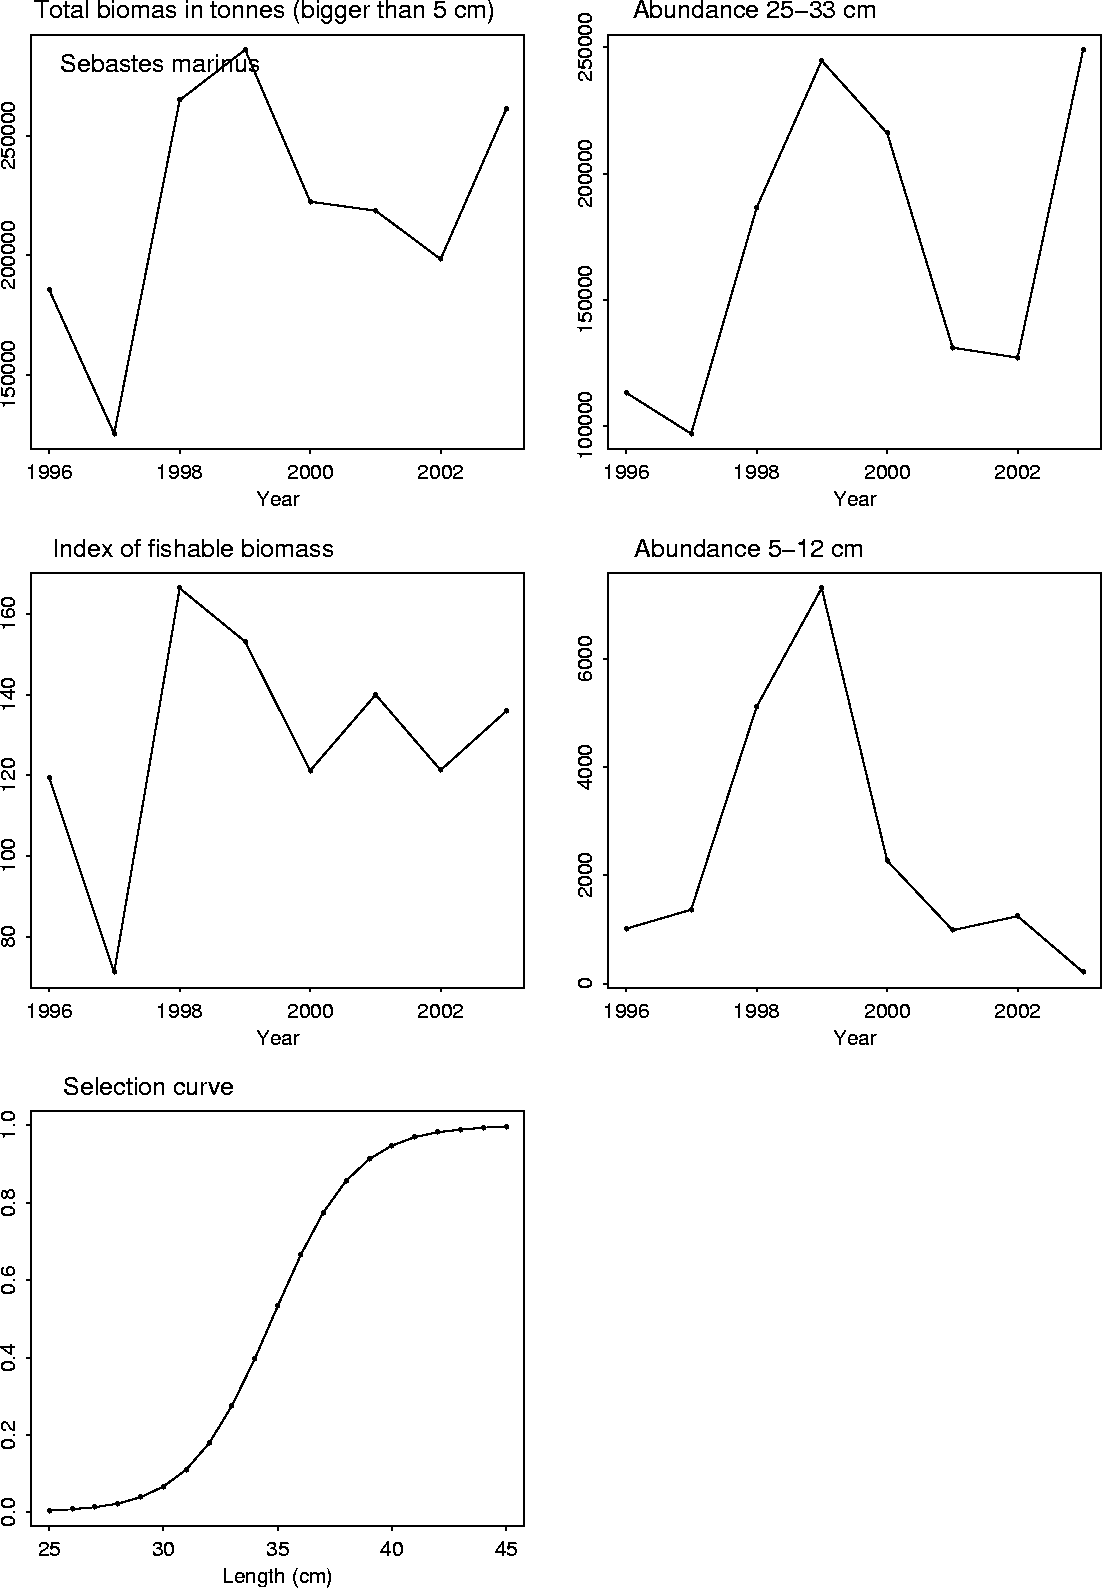 Total biomas in tonnes (bigger than 5 cm)
Sebastes marinus
250000
200000
150000
1996 1998 2000 2002
Year
Abundance 25–33 cm
250000
200000
150000
100000
1996 1998 2000 2002
Year
Index of fishable biomass
160
140
120
100
80
1996 1998 2000 2002
Year
Abundance 5–12 cm
6000
4000
2000
0
1996 1998 2000 2002
Year
Selection curve
1.0
0.8
0.6
0.4
0.2
0.0
25 30 35 40 45
Length (cm)